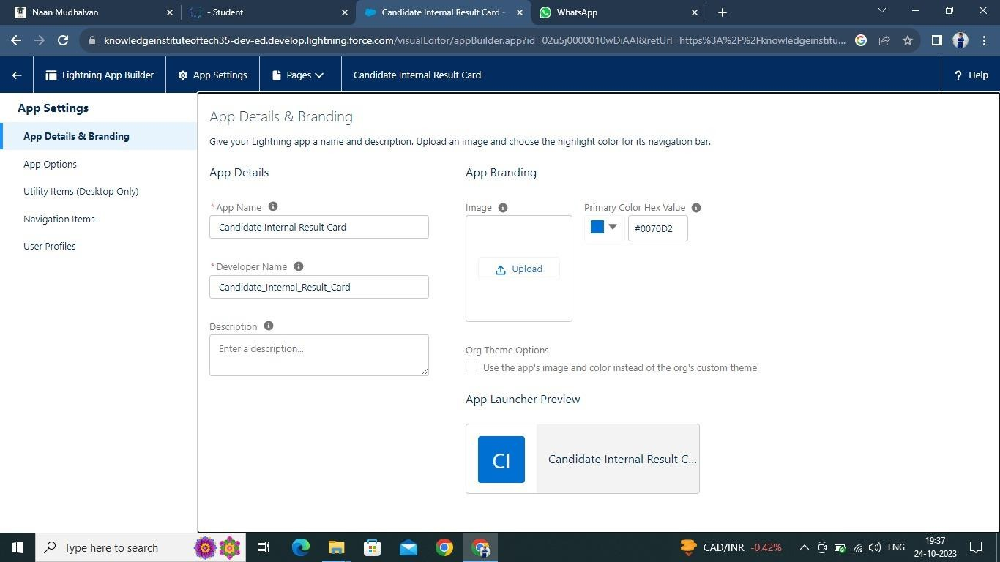 Naan Mudhalvan
- Student
Candidate Internal Result Card -
WhatsApp
knowledgeinstituteoftech35-dev-ed.develop.lightning.force.com/visualEditor/appBuilder.app?id=02u5j0000010wDiAAI&retUrl=https%3A%2F%2Fknowledgeinstitu...
Lightning App Builder
App Settings
Pages
Candidate Internal Result Card
? Help
App Settings
App Details & Branding
App Options
Utility Items (Desktop Only)
Navigation Items
User Profiles
App Details & Branding
Give your Lightning app a name and description. Upload an image and choose the highlight color for its navigation bar.
App Details
*App Name
Candidate Internal Result Card
*Developer Name
Candidate_Internal_Result_Card
Description
Enter a description...
App Branding
Image
Upload
Primary Color Hex Value
#0070D2
Org Theme Options
Use the app's image and color instead of the org's custom theme
App Launcher Preview
CI
Candidate Internal Result C...
Type here to search
CAD/INR -0.42%
ENG
19:37
24-10-2023